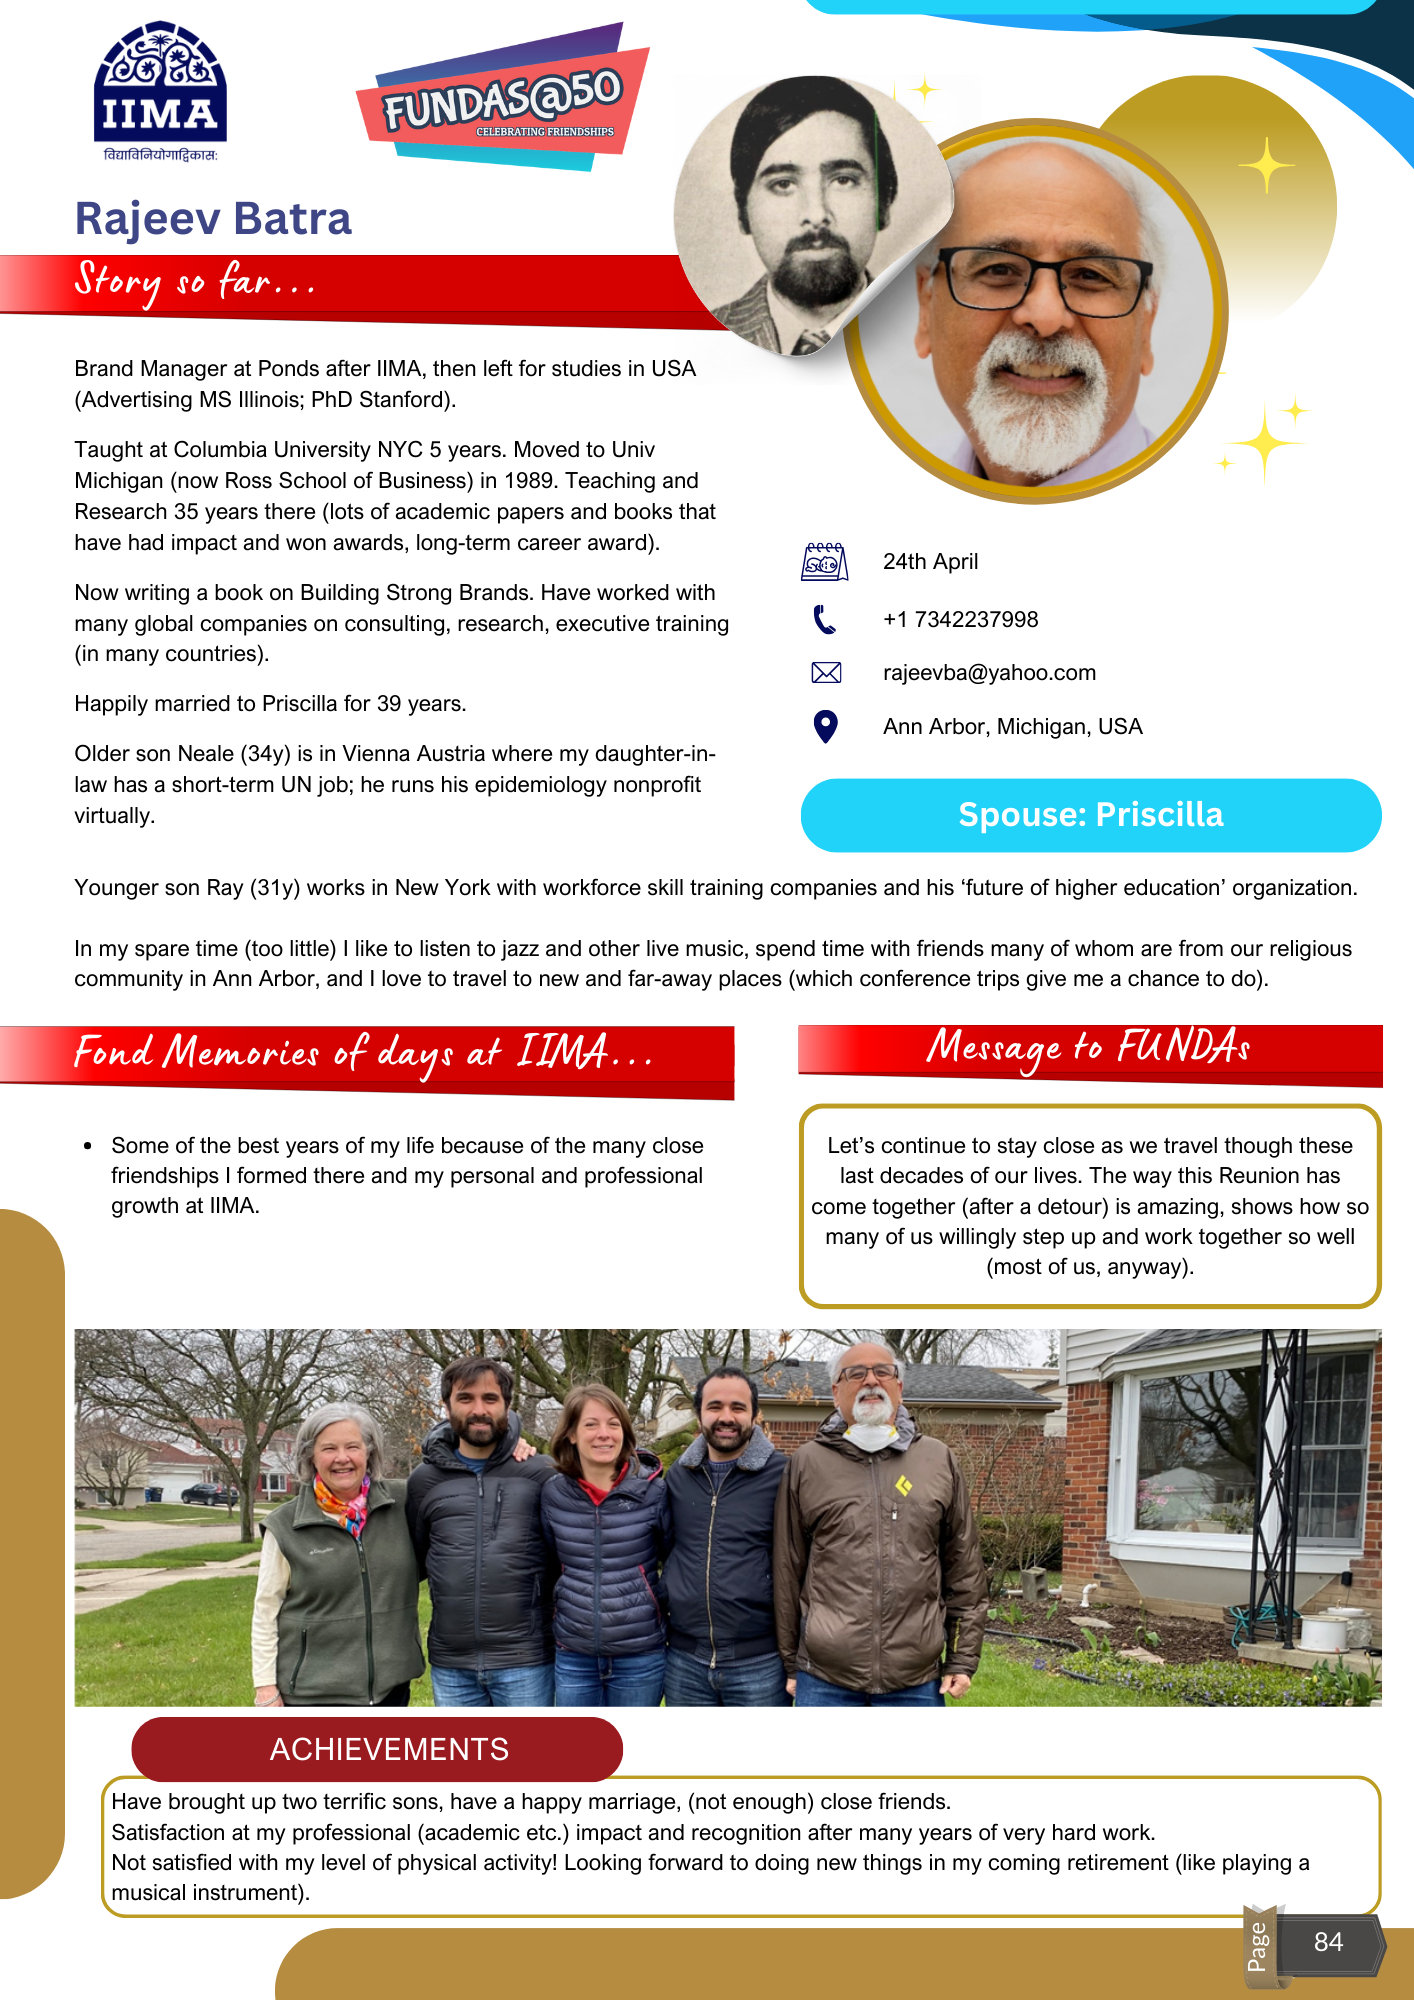 IIMA
विद्याविनियोगाद्विकास:
FUNDAS@50
CELEBRATING FRIENDSHIPS
Rajeev Batra
Story so far...
Brand Manager at Ponds after IIMA, then left for studies in USA
(Advertising MS Illinois; PhD Stanford).
Taught at Columbia University NYC 5 years. Moved to Univ
Michigan (now Ross School of Business) in 1989. Teaching and
Research 35 years there (lots of academic papers and books that
have had impact and won awards, long-term career award).
Now writing a book on Building Strong Brands. Have worked with
many global companies on consulting, research, executive training
(in many countries).
Happily married to Priscilla for 39 years.
Older son Neale (34y) is in Vienna Austria where my daughter-in-
law has a short-term UN job; he runs his epidemiology nonprofit
virtually.
24th April
+1 7342237998
rajeevba@yahoo.com
Ann Arbor, Michigan, USA
Spouse: Priscilla
Younger son Ray (31y) works in New York with workforce skill training companies and his ‘future of higher education’ organization.
In my spare time (too little) I like to listen to jazz and other live music, spend time with friends many of whom are from our religious
community in Ann Arbor, and I love to travel to new and far-away places (which conference trips give me a chance to do).
Fond Memories of days at IIMA...
• Some of the best years of my life because of the many close
friendships I formed there and my personal and professional
growth at IIMA.
Message to FUNDAs
Let’s continue to stay close as we travel though these
last decades of our lives. The way this Reunion has
come together (after a detour) is amazing, shows how so
many of us willingly step up and work together so well
(most of us, anyway).
ACHIEVEMENTS
Have brought up two terrific sons, have a happy marriage, (not enough) close friends.
Satisfaction at my professional (academic etc.) impact and recognition after many years of very hard work.
Not satisfied with my level of physical activity! Looking forward to doing new things in my coming retirement (like playing a
musical instrument).
Page
84